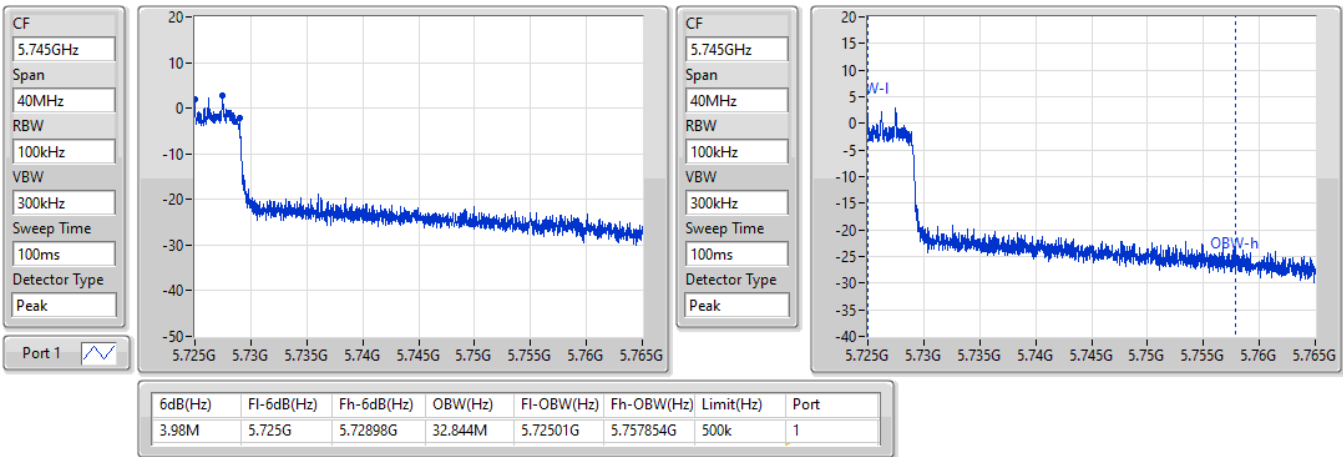 CF
5.745GHz
Span
40MHz
RBW
100kHz
VBW
300kHz
Sweep Time
100ms
Detector Type
Peak
Port 1
20
10
0
-10
-20
-30
-40
-50
5.725G 5.73G 5.735G 5.74G 5.745G 5.75G 5.755G 5.76G 5.765G
CF
5.745GHz
Span
40MHz
RBW
100kHz
VBW
300kHz
Sweep Time
100ms
Detector Type
Peak
20
15
10
5
0
-5
-10
-15
-20
-25
-30
-35
-40
W-l
OBW-h
5.725G 5.73G 5.735G 5.74G 5.745G 5.75G 5.755G 5.76G 5.765G
6dB(Hz) Fl-6dB(Hz) Fh-6dB(Hz) OBW(Hz) Fl-OBW(Hz) Fh-OBW(Hz) Limit(Hz) Port
3.98M 5.725G 5.72898G 32.844M 5.72501G 5.757854G 500k 1